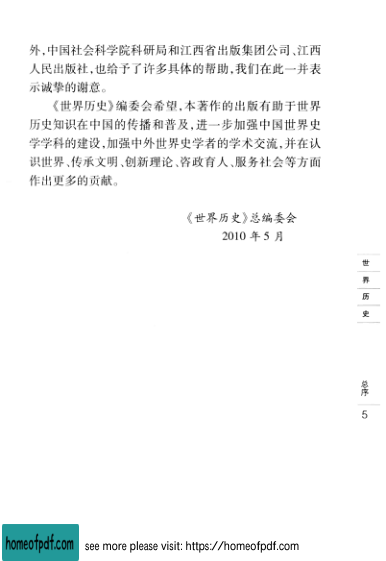 外，中国社会科学院科研局和江西省出版集团公司、江西
人民出版社，也给予了许多具体的帮助，我们在此一并表
示诚挚的谢意。
《世界历史》编委会希望，本著作的出版有助于世界
历史知识在中国的传播和普及，进一步加强中国世界史
学学科的建设，加强中外世界史学者的学术交流，并在认
识世界、传承文明、创新理论、咨政育人、服务社会等方面
作出更多的贡献。
《世界历史》总编委会
2010 年 5 月
世
界
历
史
总序
5
homeofpdf.com
see more please visit: https://homeofpdf.com